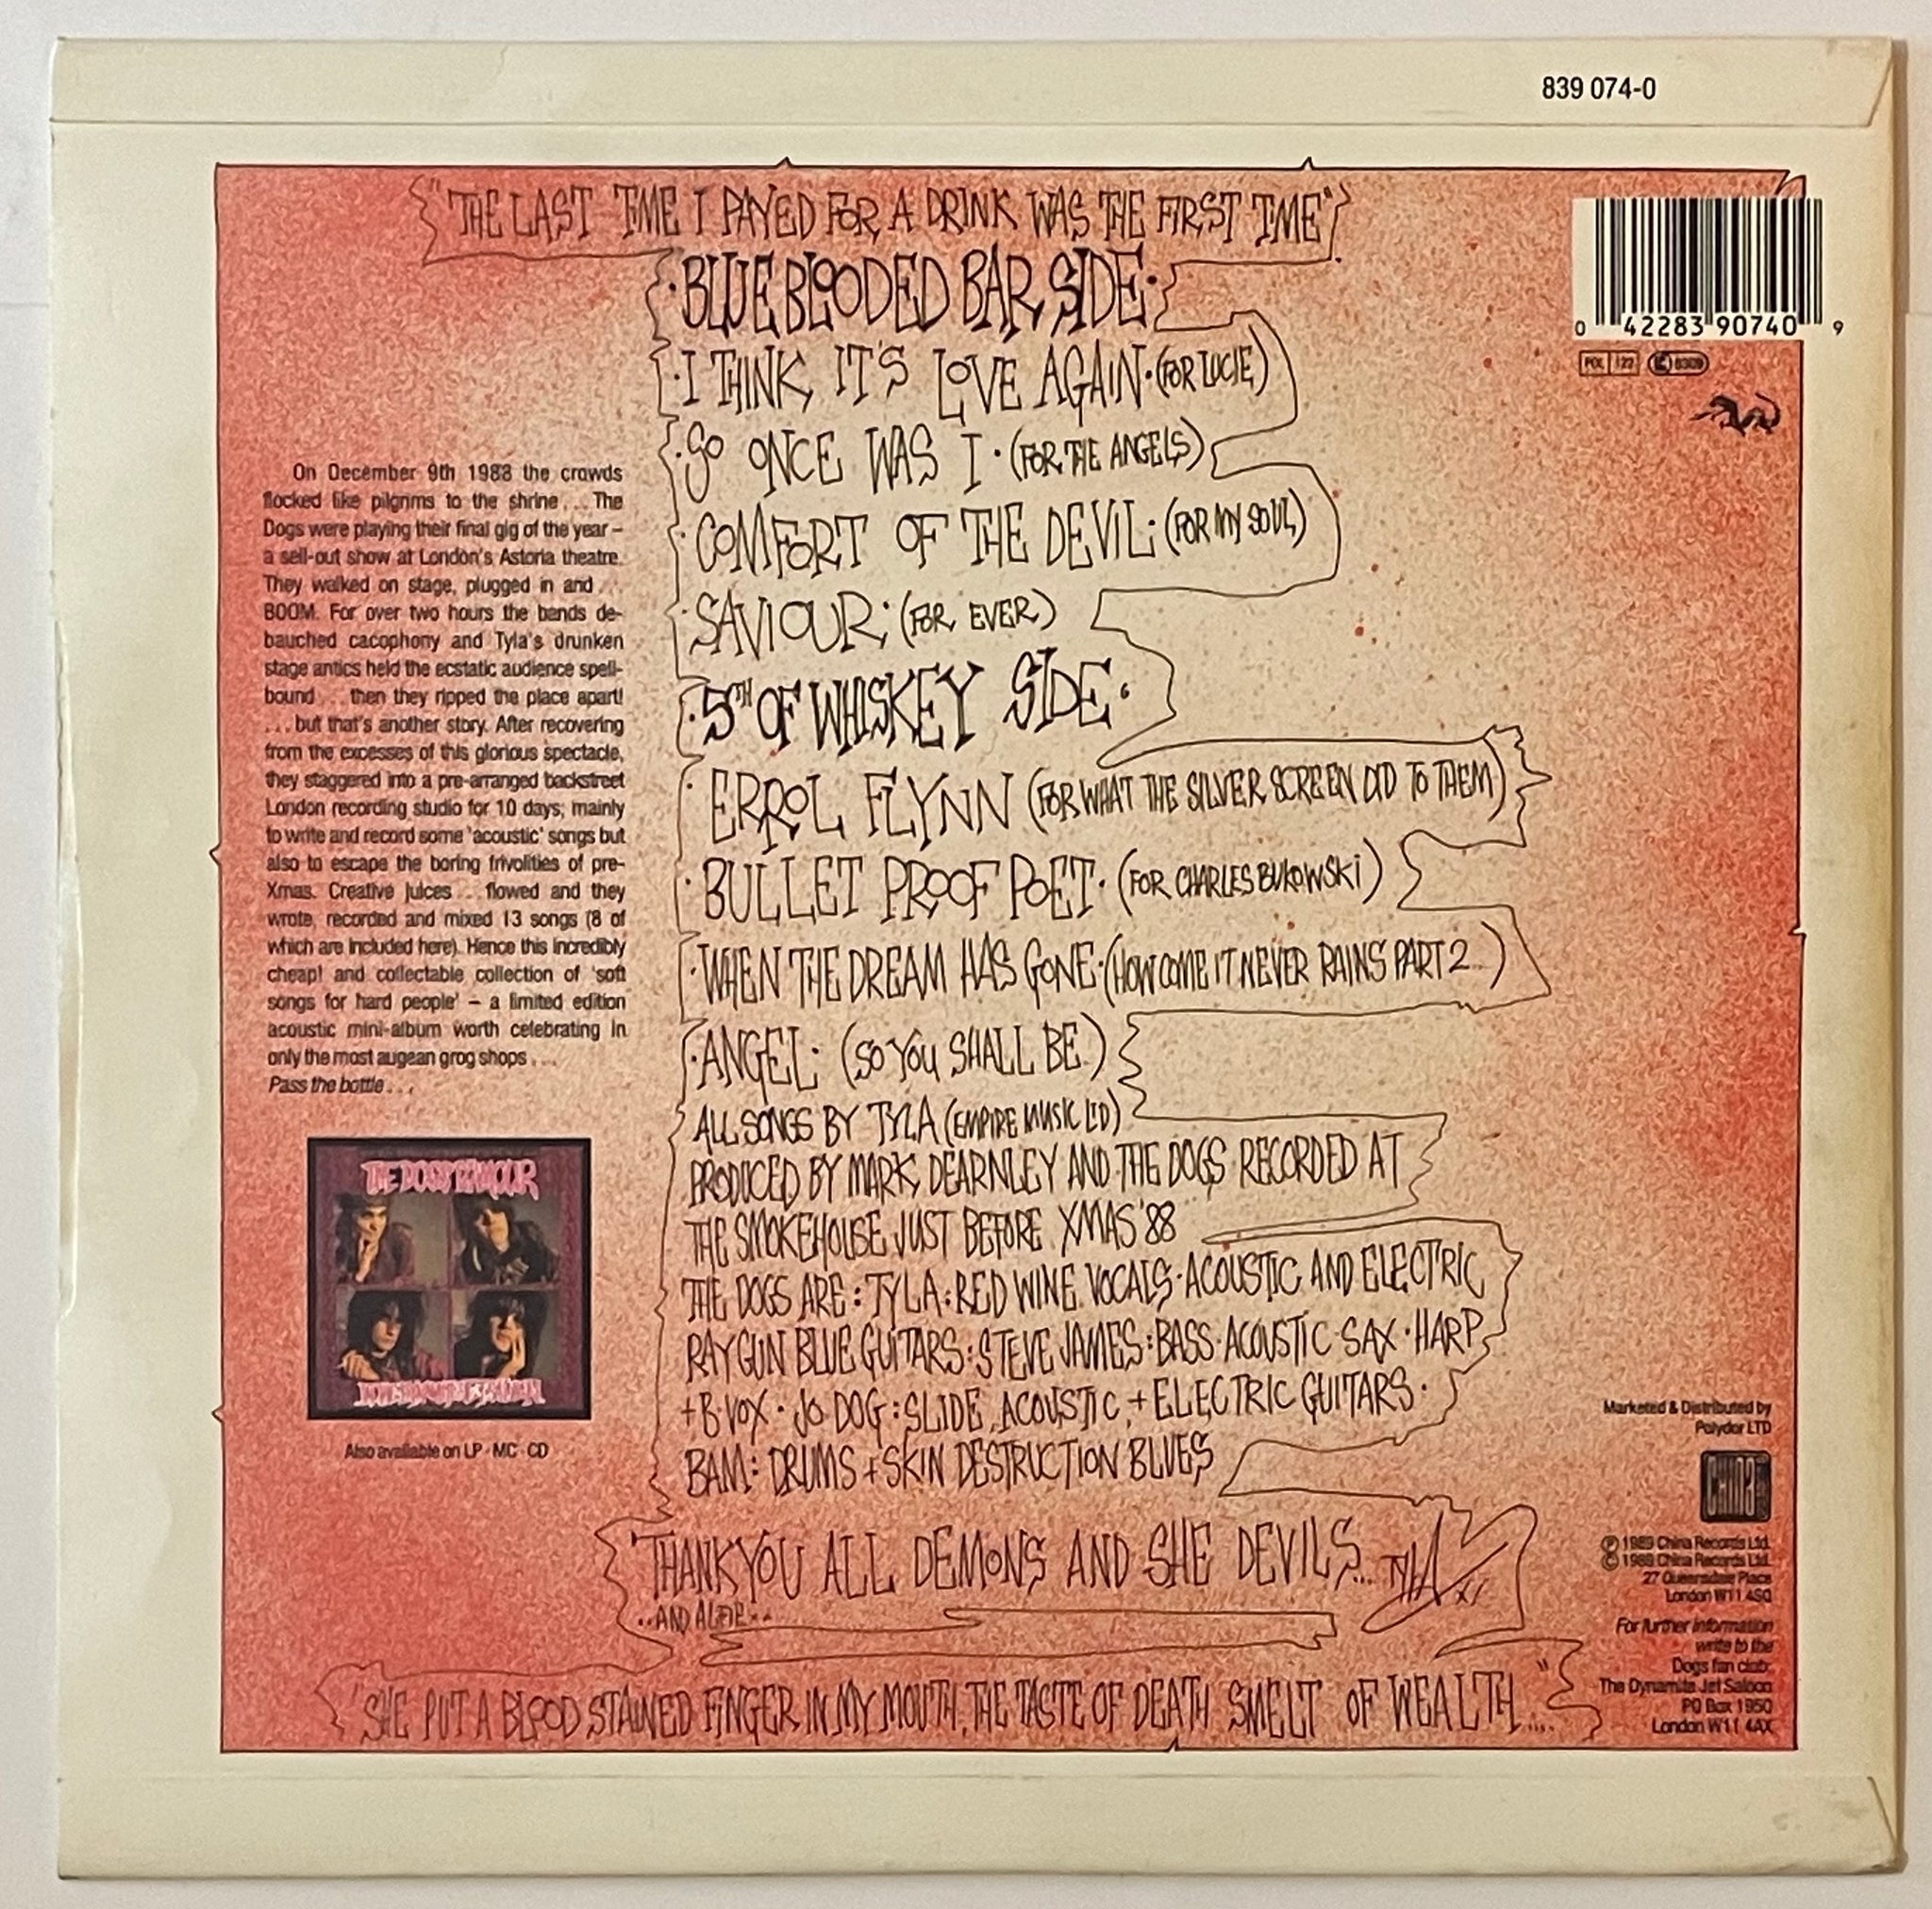 839 074-0
"THE LAST TIME I PAYED FOR A DRINK WAS THE FIRST TIME"
·BLUE BLOODED BAR SIDE·
·I THINK IT'S LOVE AGAIN·(FOR LUCIE)
·SO ONCE WAS I·(FOR THE ANGELS)
·COMFORT OF THE DEVIL·(FOR MY SOUL)
·SAVIOUR·(FOR EVER)
·5TH OF WHISKEY SIDE·
·ERROL FLYNN (FOR WHAT THE SILVER SCREEN DID TO THEM)
·BULLET PROOF POET·(FOR CHARLES BUKOWSKI)
·WHEN THE DREAM HAS GONE·(HOW COME IT NEVER RAINS PART 2..)
·ANGEL·(SO YOU SHALL BE.)
ALL SONGS BY TYLA (EMPIRE MUSIC LTD)
PRODUCED BY MARK DEARNLEY AND THE DOGS RECORDED AT
THE SMOKEHOUSE JUST BEFORE XMAS '88
THE DOGS ARE: TYLA: RED WINE VOCALS·ACOUSTIC AND ELECTRIC
RAYGUN BLUE GUITARS: STEVE JAMES: BASS·ACOUSTIC·SAX·HARP
+B·VOX·JO·DOG: SLIDE, ACOUSTIC, + ELECTRIC GUITARS·
BAM: DRUMS + SKIN DESTRUCTION BLUES
THANKYOU ALL DEMONS AND SHE DEVILS... TYLA xx
..AND ALFIE..
"SHE PUT A BLOOD STAINED FINGER IN MY MOUTH, THE TASTE OF DEATH SMELT OF WEALTH...."
On December 9th 1988 the crowds
flocked like pilgrims to the shrine ... The
Dogs were playing their final gig of the year –
a sell-out show at London's Astoria theatre.
They walked on stage, plugged in and ...
BOOM. For over two hours the bands de-
bauched cacophony and Tyla's drunken
stage antics held the ecstatic audience spell-
bound ... then they ripped the place apart!
... but that's another story. After recovering
from the excesses of this glorious spectacle,
they staggered into a pre-arranged backstreet
London recording studio for 10 days; mainly
to write and record some 'acoustic' songs but
also to escape the boring frivolities of pre-
Xmas. Creative juices ... flowed and they
wrote, recorded and mixed 13 songs (8 of
which are included here). Hence this incredibly
cheap! and collectable collection of 'soft
songs for hard people' – a limited edition
acoustic mini-album worth celebrating in
only the most augean grog shops ...
Pass the bottle ...
THE DOGS D'AMOUR
Also available on LP · MC · CD
0 42283 90740 9
Marketed & Distributed by
Polydor LTD
CHINA
℗ 1989 China Records Ltd.
© 1989 China Records Ltd.
27 Queensdale Place
London W11 4SQ
For further information
write to the
Dogs fan club:
The Dynamite Jet Saloon
PO Box 1950
London W11 4AX